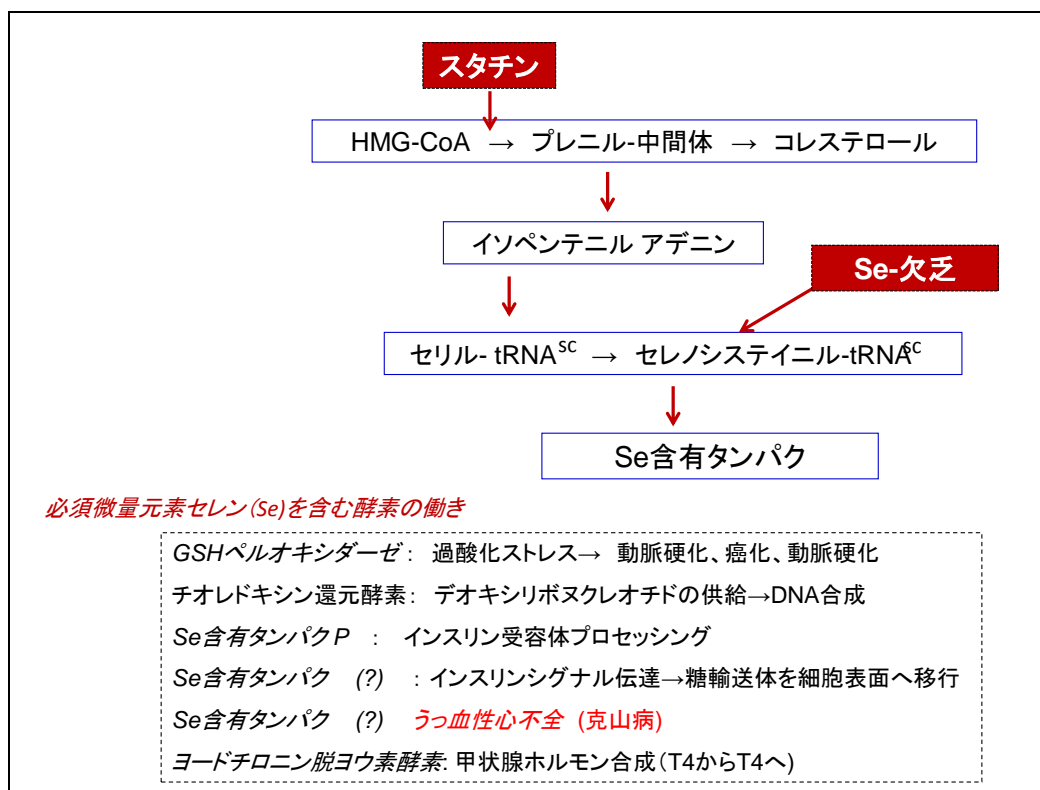 スタチン
HMG-CoA → プレニル-中間体 → コレステロール
イソペンテニル アデニン
Se-欠乏
セリル- tRNA^SC → セレノシステイニル-tRNA^SC
Se含有タンパク
必須微量元素セレン(Se)を含む酵素の働き
GSHペルオキシダーゼ: 過酸化ストレス→ 動脈硬化、癌化、動脈硬化
チオレドキシン還元酵素: デオキシリボヌクレオチドの供給→DNA合成
Se含有タンパクP : インスリン受容体プロセッシング
Se含有タンパク (?) :インスリンシグナル伝達→糖輸送体を細胞表面へ移行
Se含有タンパク (?) うっ血性心不全 (克山病)
ヨードチロニン脱ヨウ素酵素: 甲状腺ホルモン合成(T4からT4へ)